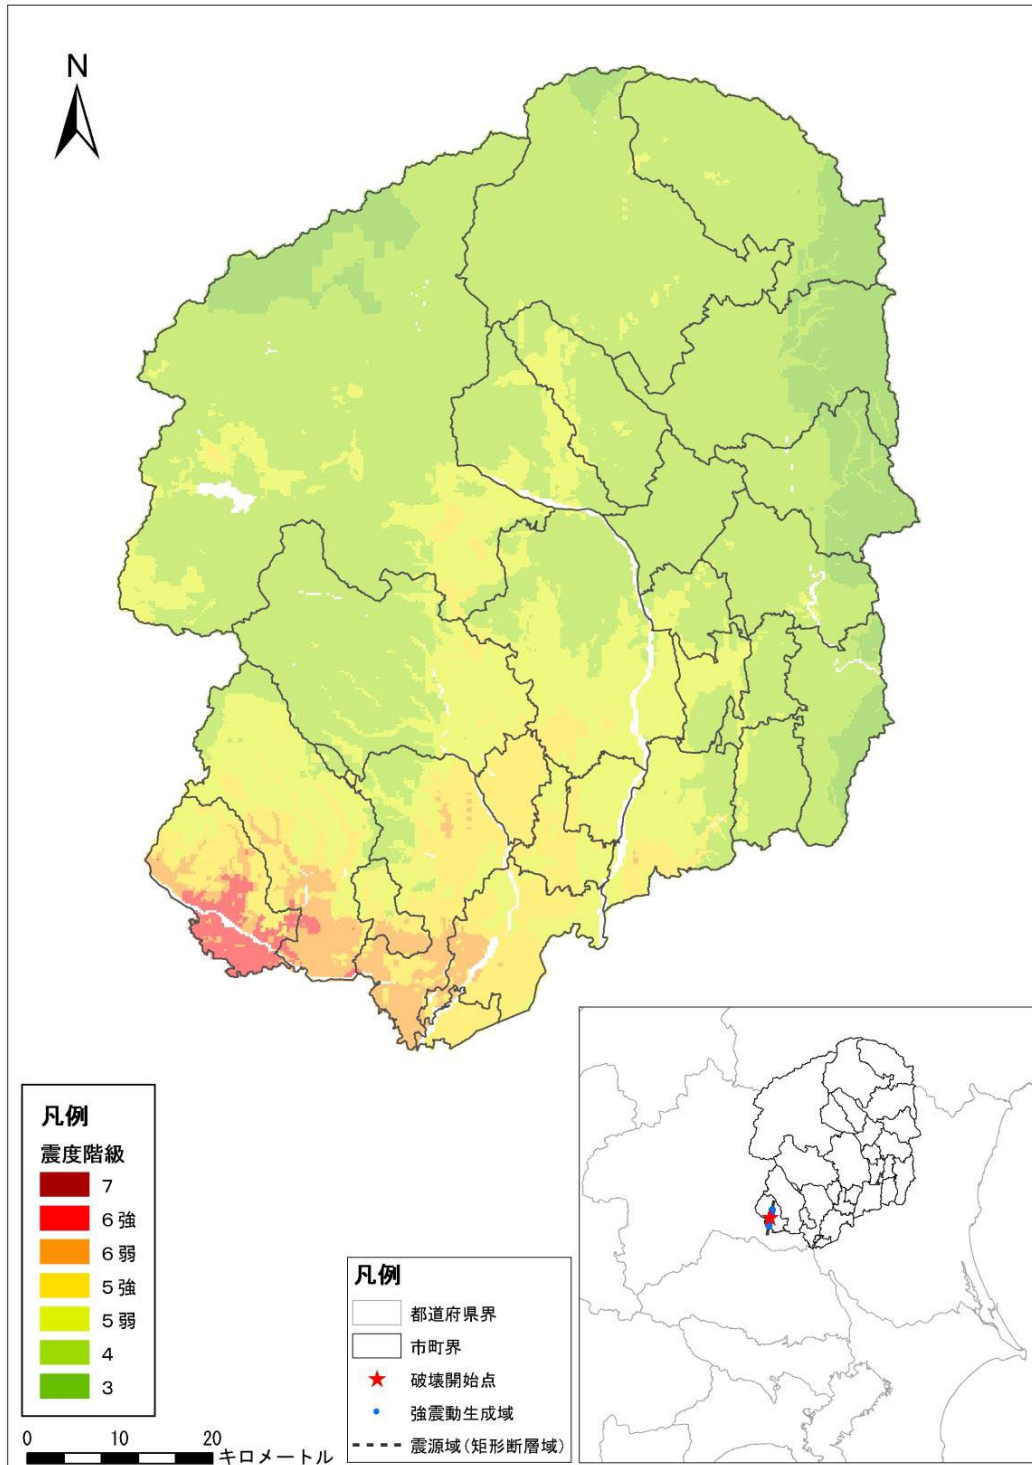 N
凡例
震度階級
7
6強
6弱
5強
5弱
4
3
0 10 20
キロメートル
凡例
都道府県界
市町界
破壊開始点
強震動生成域
震源域(矩形断層域)